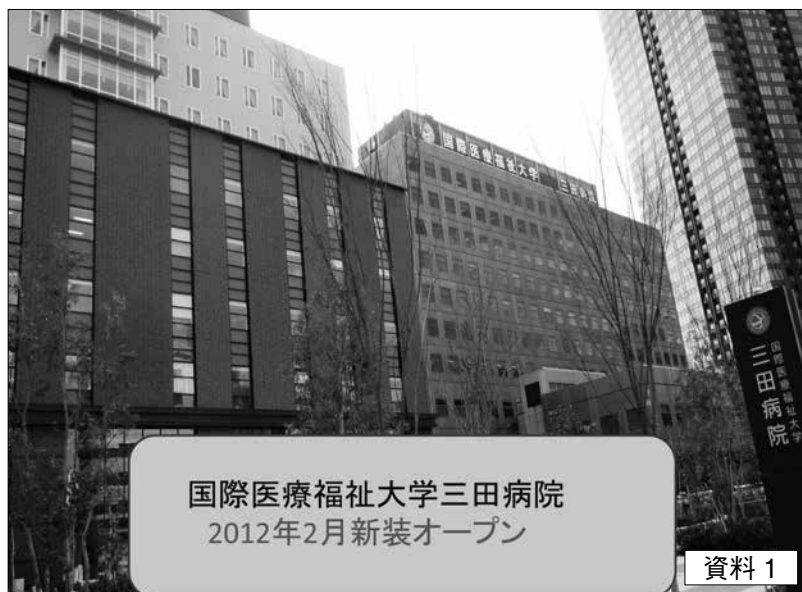 国際医療福祉大学 三田病院
国際医療福祉大学
三田病院
国際医療福祉大学三田病院
2012年2月新装オープン
資料 1